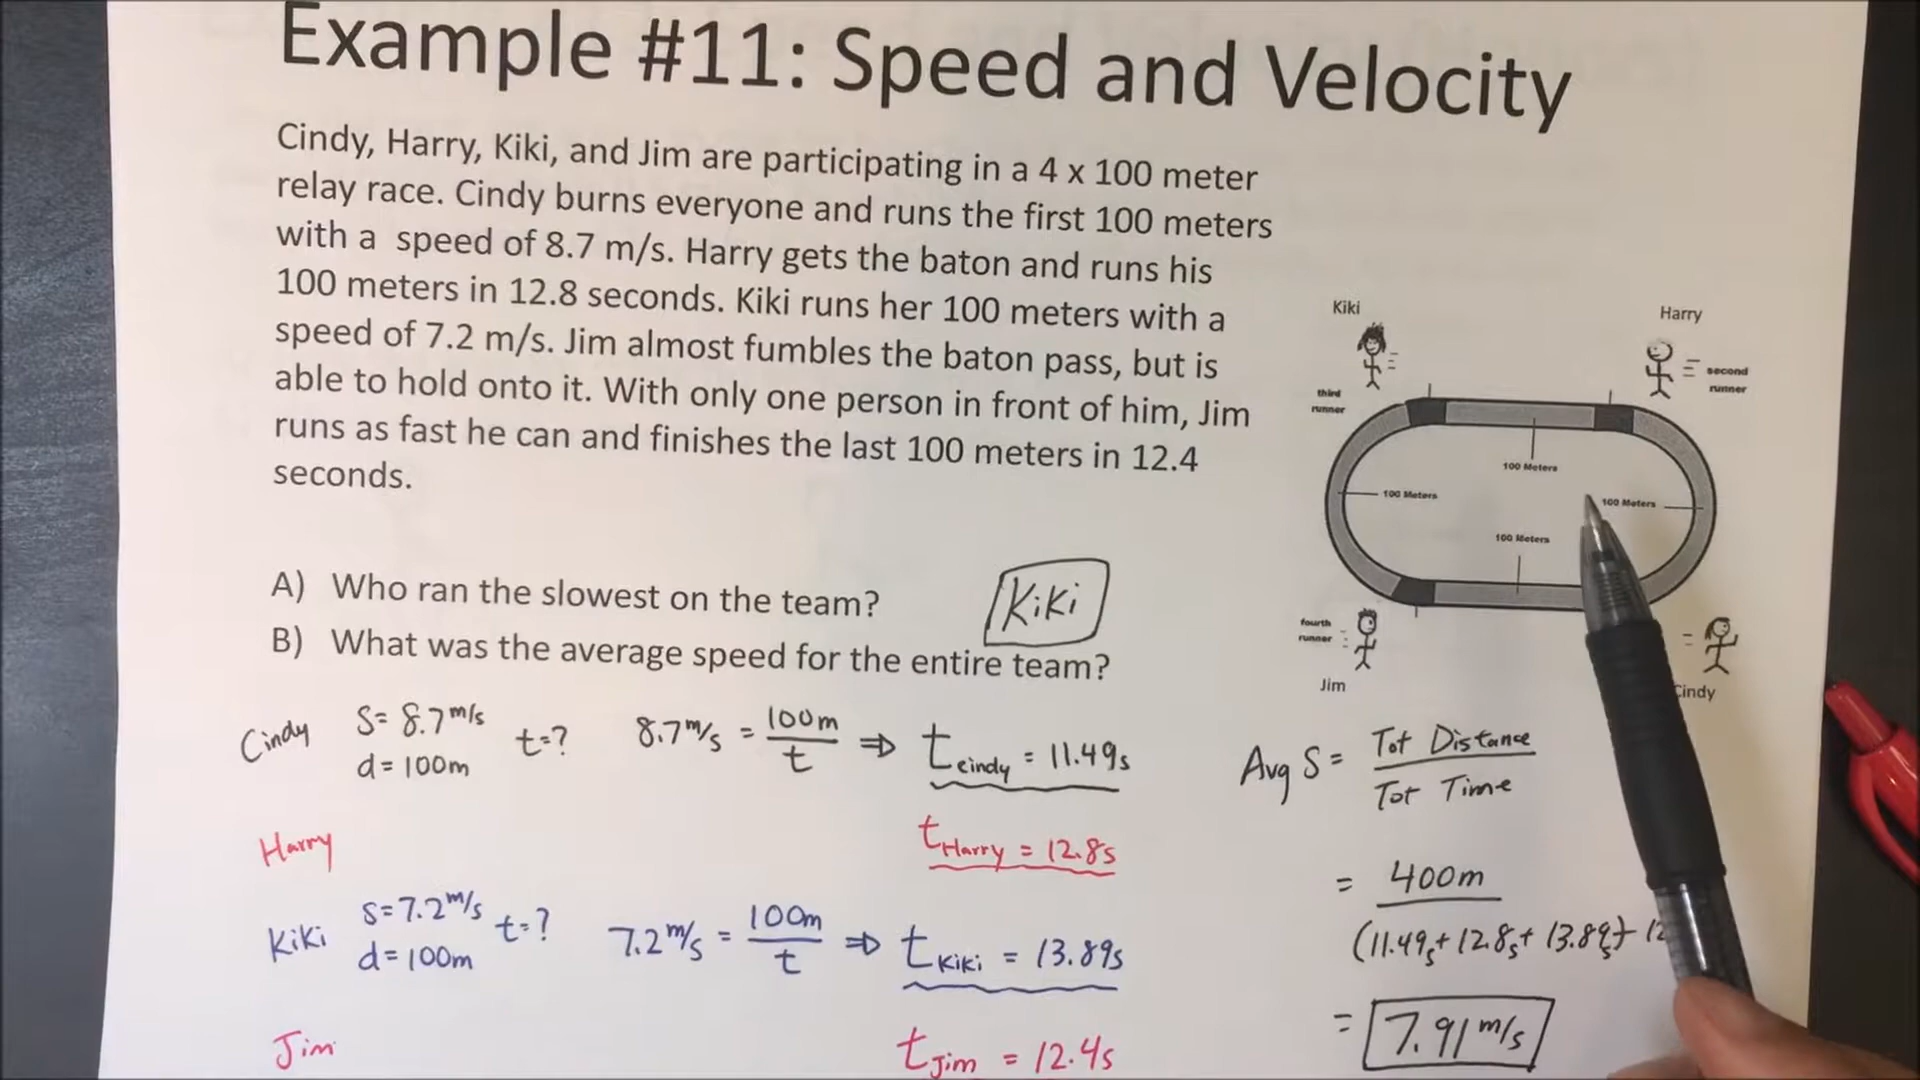 Example #11: Speed and Velocity
Cindy, Harry, Kiki, and Jim are participating in a 4 x 100 meter
relay race. Cindy burns everyone and runs the first 100 meters
with a speed of 8.7 m/s. Harry gets the baton and runs his
100 meters in 12.8 seconds. Kiki runs her 100 meters with a
speed of 7.2 m/s. Jim almost fumbles the baton pass, but is
able to hold onto it. With only one person in front of him, Jim
runs as fast he can and finishes the last 100 meters in 12.4
seconds.
Kiki
Harry
second
runner
third
runner
100 Meters
100 Meters
100 Meters
100 Meters
fourth
runner
Jim
Cindy
A) Who ran the slowest on the team?
KiKi
B) What was the average speed for the entire team?
Cindy S= 8.7 m/s t=? 8.7 m/s = 100m / t ⇒ t cindy = 11.49s
d= 100m
Harry t Harry = 12.8s
KiKi s=7.2 m/s t=? 7.2 m/s = 100m / t ⇒ t KiKi = 13.89s
d=100m
Jim t Jim = 12.4s
Avg S = Tot Distance / Tot Time
= 400m
(11.49s+ 12.8s+ 13.89s+
= 7.91 m/s